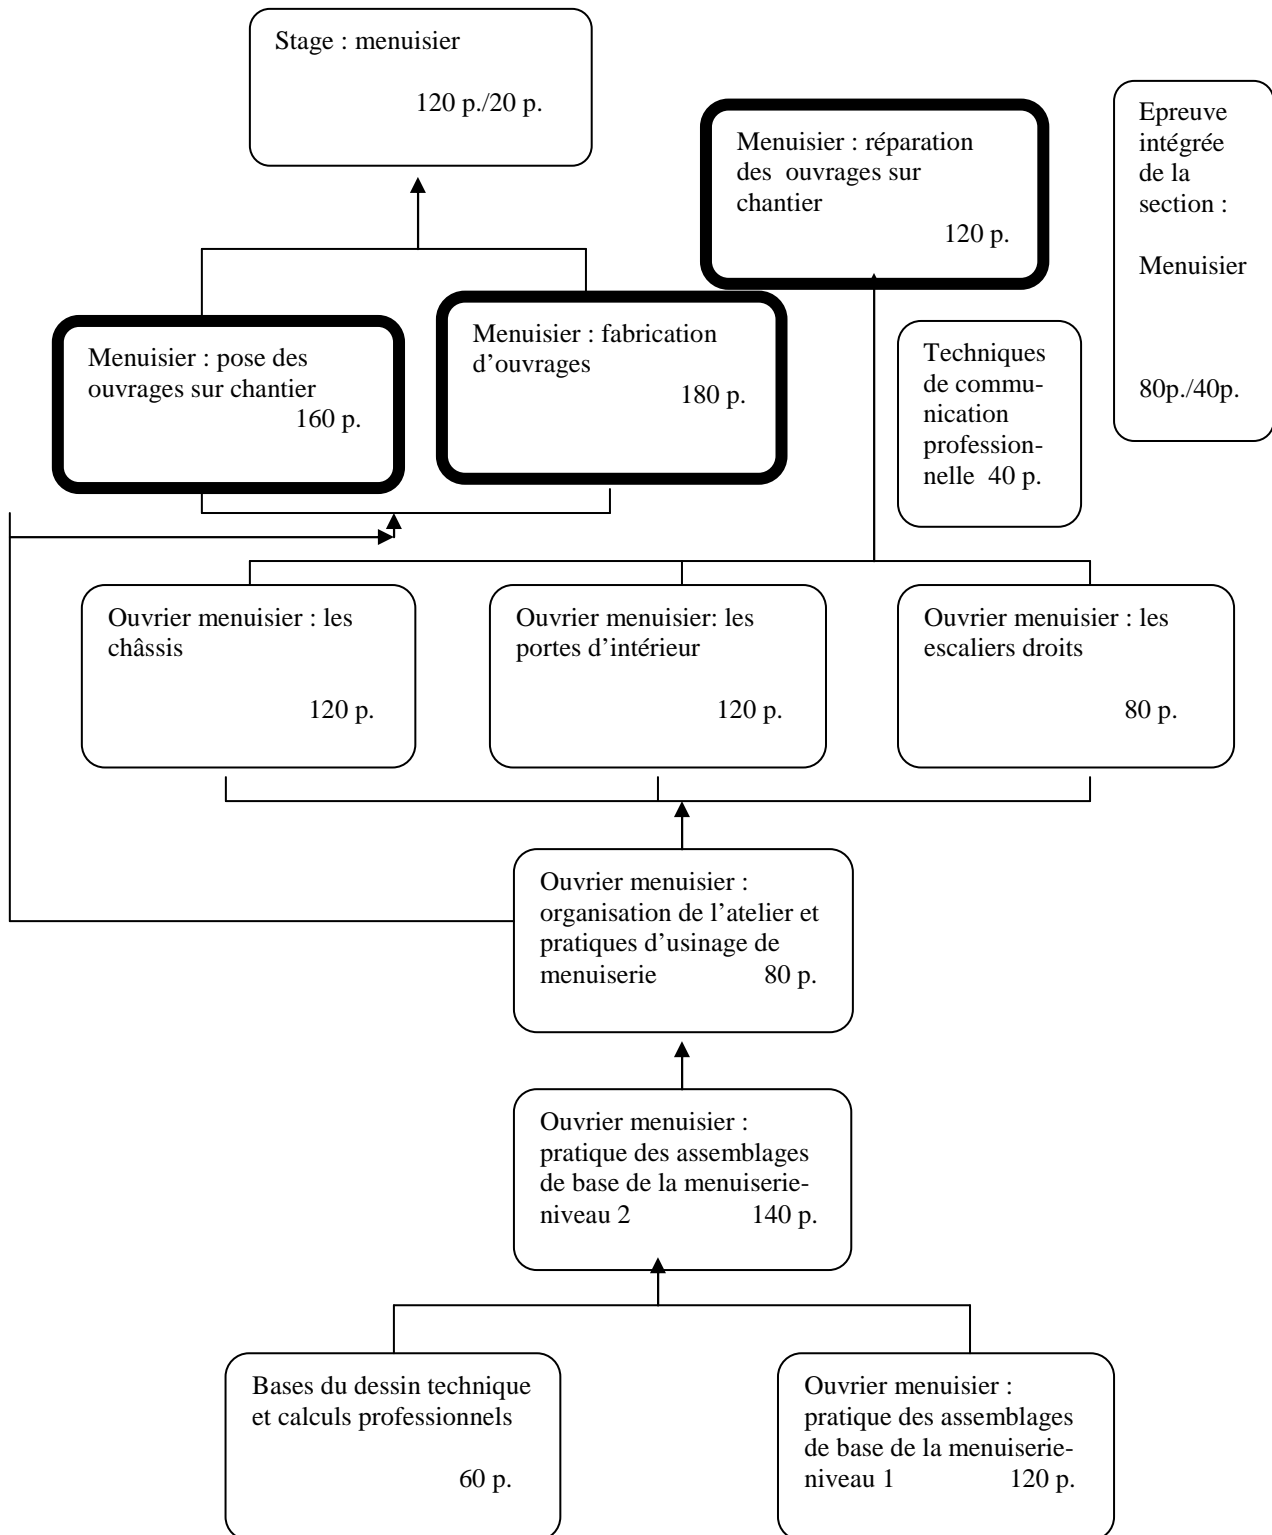 Stage : menuisier
120 p./20 p.
Menuisier : réparation
des  ouvrages sur
chantier
120 p.
Epreuve
intégrée
de la
section :
Menuisier
80p./40p.
Menuisier : pose des
ouvrages sur chantier
160 p.
Menuisier : fabrication
d’ouvrages
180 p.
Techniques
de commu-
nication
profession-
nelle  40 p.
Ouvrier menuisier : les
châssis
120 p.
Ouvrier menuisier: les
portes d’intérieur
120 p.
Ouvrier menuisier : les
escaliers droits
80 p.
Ouvrier menuisier :
organisation de l’atelier et
pratiques d’usinage de
menuiserie 80 p.
Ouvrier menuisier :
pratique des assemblages
de base de la menuiserie-
niveau 2 140 p.
Bases du dessin technique
et calculs professionnels
60 p.
Ouvrier menuisier :
pratique des assemblages
de base de la menuiserie-
niveau 1 120 p.